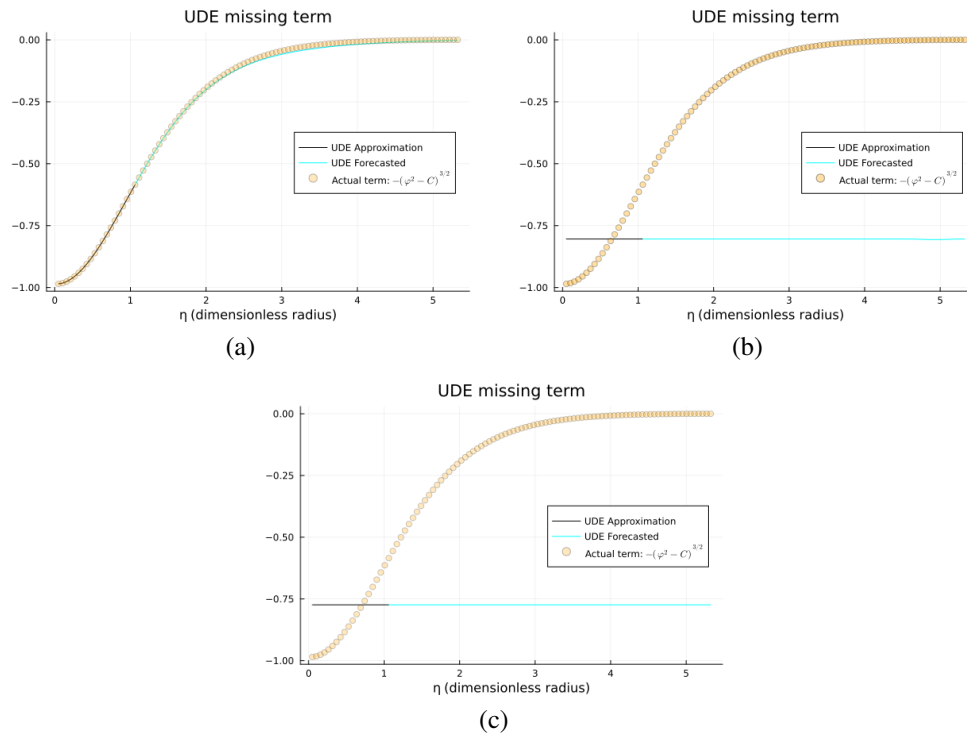 UDE missing term
0.00
−0.25
−0.50
−0.75
−1.00
UDE Approximation
UDE Forecasted
Actual term: −(φ² − C)^{3/2}
0 1 2 3 4 5
η (dimensionless radius)
(a)
UDE missing term
0.00
−0.25
−0.50
−0.75
−1.00
UDE Approximation
UDE Forecasted
Actual term: −(φ² − C)^{3/2}
0 1 2 3 4 5
η (dimensionless radius)
(b)
UDE missing term
0.00
−0.25
−0.50
−0.75
−1.00
UDE Approximation
UDE Forecasted
Actual term: −(φ² − C)^{3/2}
0 1 2 3 4 5
η (dimensionless radius)
(c)